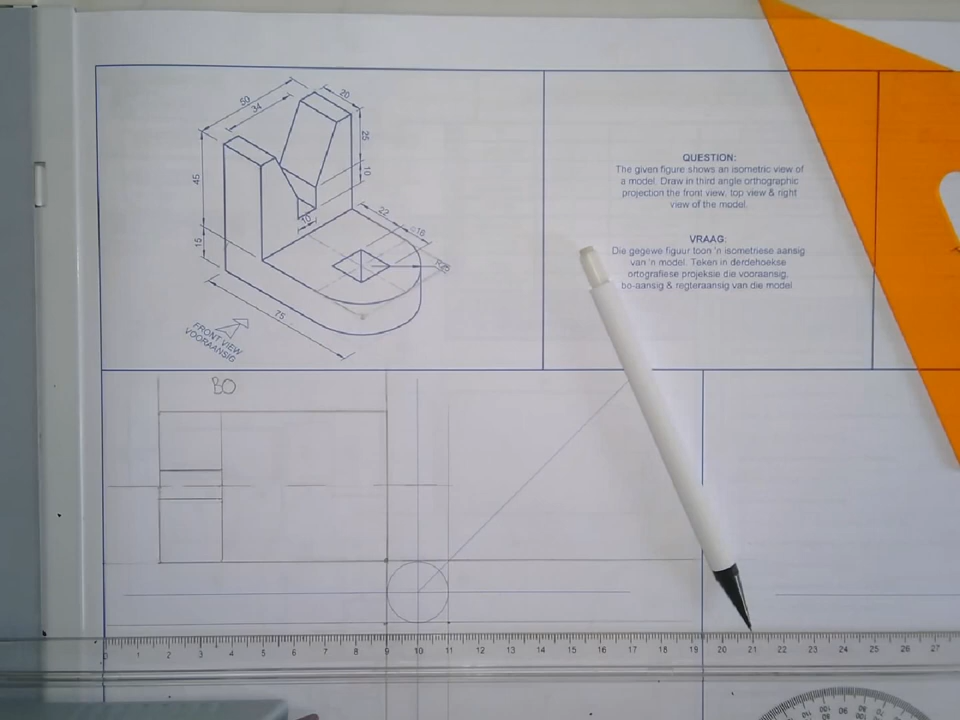 50
34
20
25
10
45
10
22
□16
R25
15
75
FRONT VIEW
VOORAANSIG
QUESTION:
The given figure shows an isometric view of
a model. Draw in third angle orthographic
projection the front view, top view & right
view of the model.
VRAAG:
Die gegewe figuur toon 'n isometriese aansig
van 'n model. Teken in derdehoekse
ortografiese projeksie die vooraansig,
bo-aansig & regteraansig van die model
BO
0 1 2 3 4 5 6 7 8 9 10 11 12 13 14 15 16 17 18 19 20 21 22 23 24 25 26 27